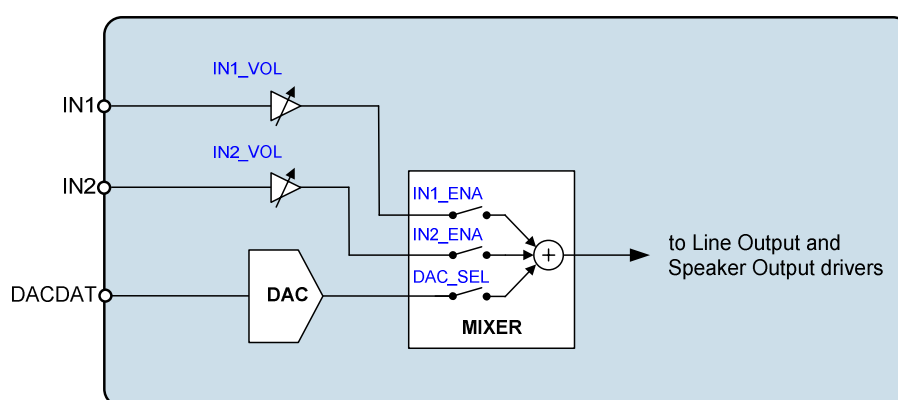 IN1_VOL
IN1
IN2_VOL
IN2
IN1_ENA
IN2_ENA
to Line Output and
Speaker Output drivers
DAC_SEL
DACDAT
DAC
MIXER
+